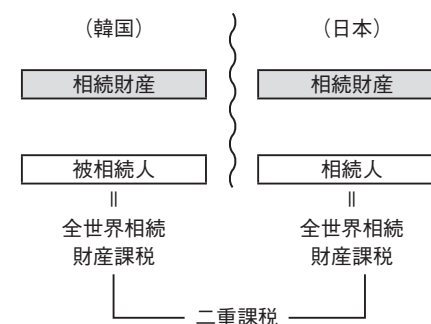 （韓国）
（日本）
相続財産
相続財産
被相続人
相続人
＝
＝
全世界相続
財産課税
全世界相続
財産課税
二重課税